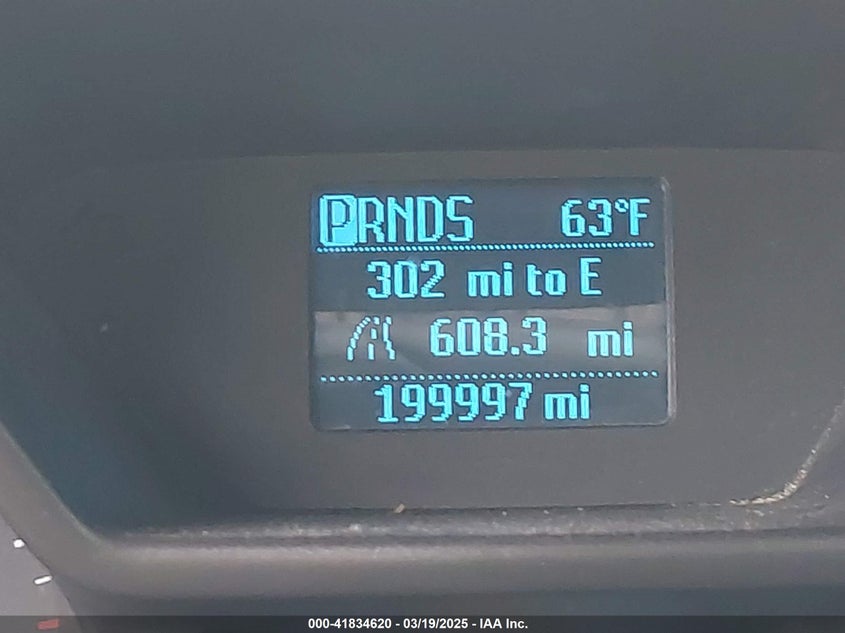 PRNDS 63°F
302 mi to E
608.3 mi
199997 mi
000-41834620 - 03/19/2025 - IAA Inc.